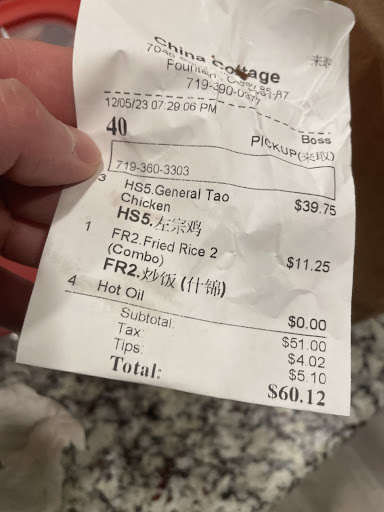 China Cottage
Fountain,
719-390-0377
12/05/23 07:29:06 PM
Boss
40
PICKUP(来取)
719-360-3303
3 HS5.General Tao Chicken $39.75
HS5.左宗鸡
1 FR2.Fried Rice 2 (Combo) $11.25
FR2.炒饭 (什锦)
4 Hot Oil $0.00
Subtotal: $51.00
Tax: $4.02
Tips: $5.10
Total: $60.12